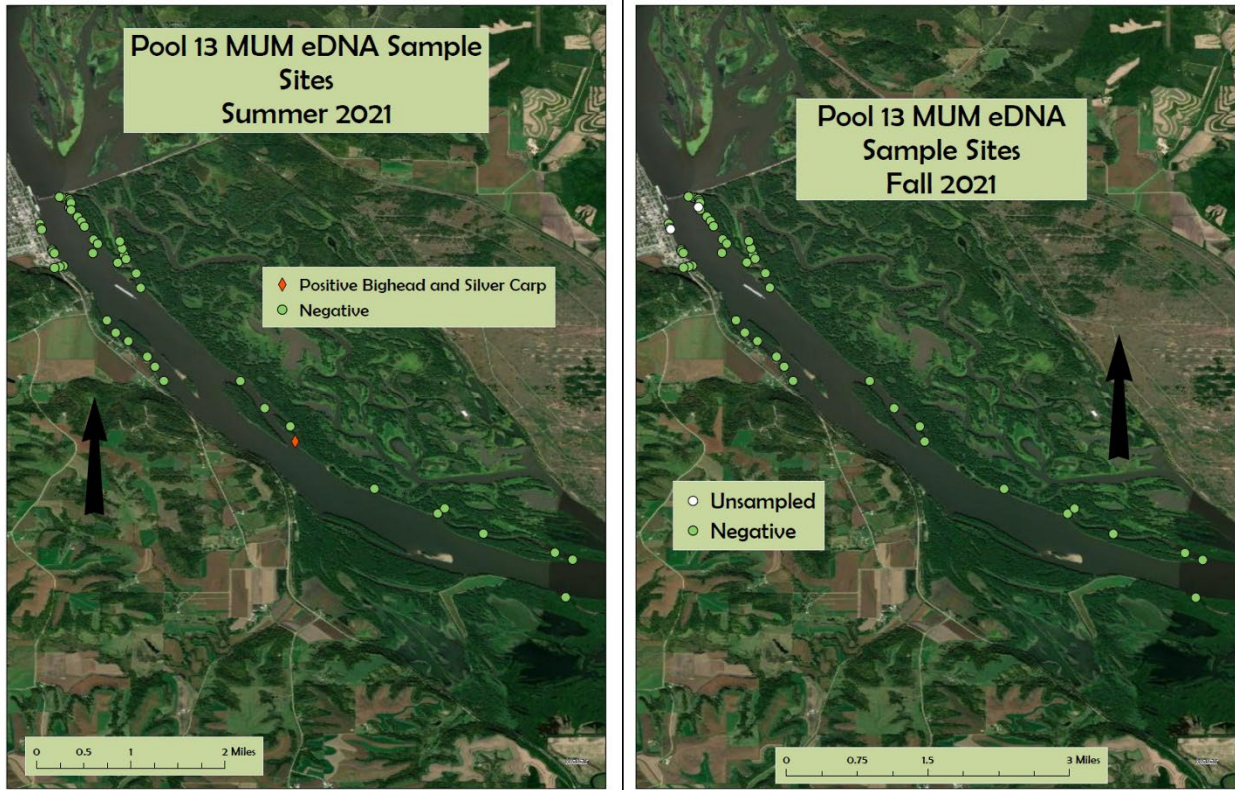 Pool 13 MUM eDNA Sample
Sites
Summer 2021
Positive Bighead and Silver Carp
Negative
0 0.5 1 2 Miles
Pool 13 MUM eDNA
Sample Sites
Fall 2021
Unsampled
Negative
0 0.75 1.5 3 Miles